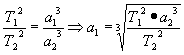 T₁²/T₂² = a₁³/a₂³ ⇒ a₁ = ∛(T₁² • a₂³ / T₂²)